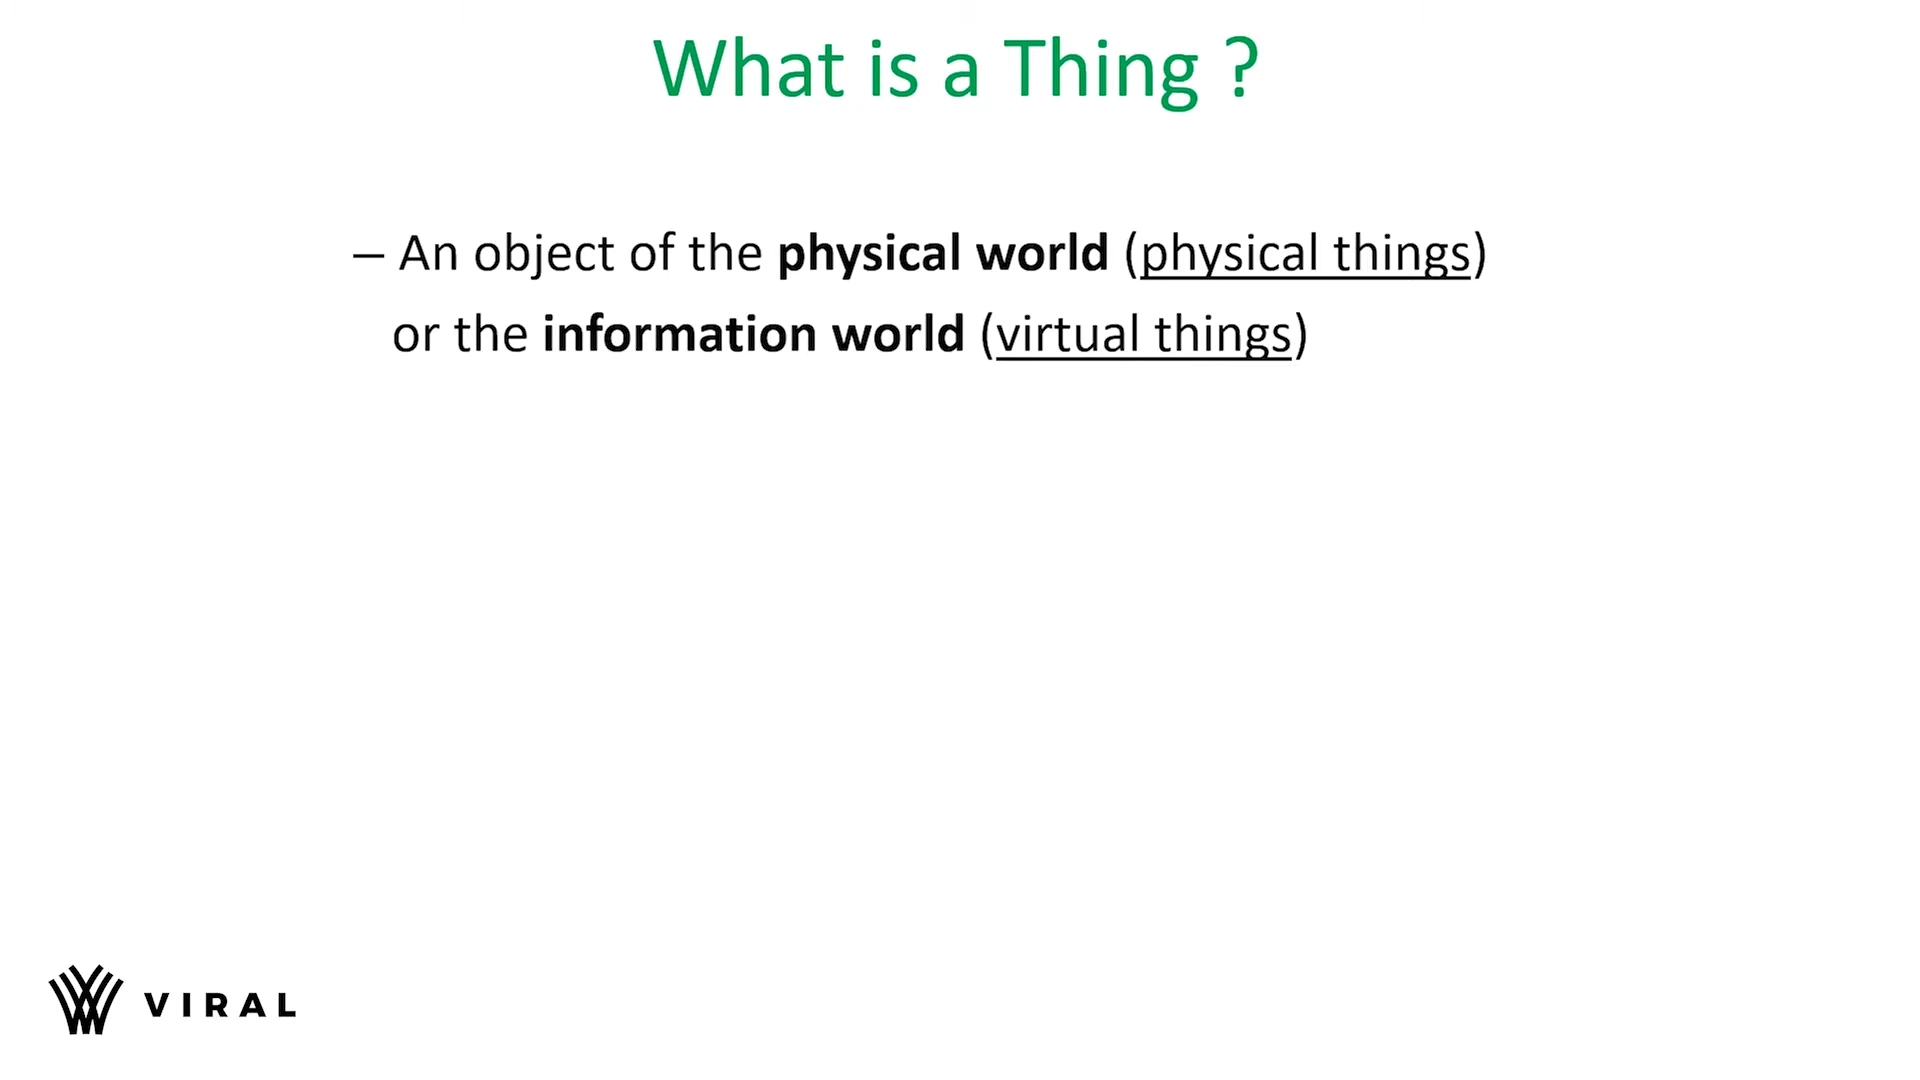 What is a Thing ?
– An object of the physical world (physical things)
or the information world (virtual things)
VIRAL